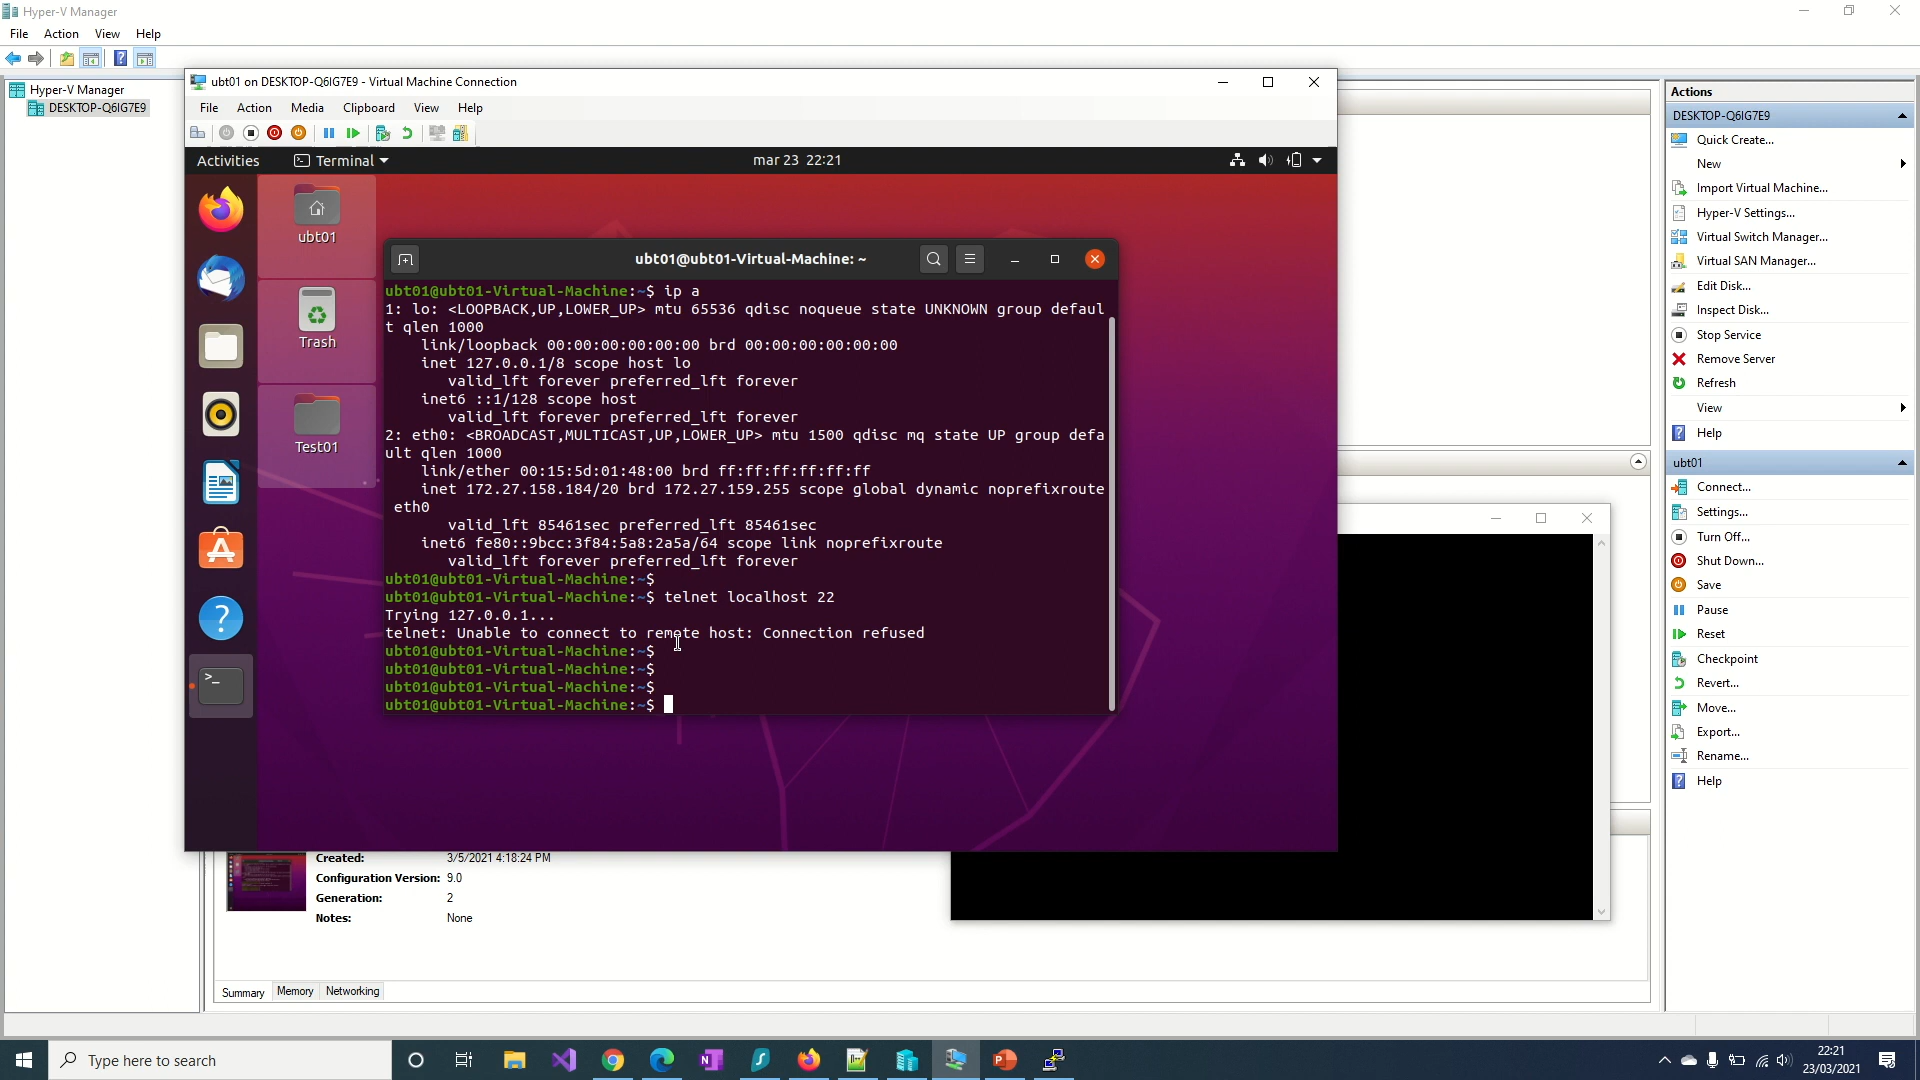 Hyper-V Manager
File Action View Help
Hyper-V Manager
DESKTOP-Q6IG7E9
ubt01 on DESKTOP-Q6IG7E9 - Virtual Machine Connection
File Action Media Clipboard View Help
Activities Terminal mar 23 22:21
ubt01
Trash
Test01
ubt01@ubt01-Virtual-Machine: ~
ubt01@ubt01-Virtual-Machine:~$ ip a
1: lo: <LOOPBACK,UP,LOWER_UP> mtu 65536 qdisc noqueue state UNKNOWN group defaul
t qlen 1000
link/loopback 00:00:00:00:00:00 brd 00:00:00:00:00:00
inet 127.0.0.1/8 scope host lo
valid_lft forever preferred_lft forever
inet6 ::1/128 scope host
valid_lft forever preferred_lft forever
2: eth0: <BROADCAST,MULTICAST,UP,LOWER_UP> mtu 1500 qdisc mq state UP group defa
ult qlen 1000
link/ether 00:15:5d:01:48:00 brd ff:ff:ff:ff:ff:ff
inet 172.27.158.184/20 brd 172.27.159.255 scope global dynamic noprefixroute
eth0
valid_lft 85461sec preferred_lft 85461sec
inet6 fe80::9bcc:3f84:5a8:2a5a/64 scope link noprefixroute
valid_lft forever preferred_lft forever
ubt01@ubt01-Virtual-Machine:~$
ubt01@ubt01-Virtual-Machine:~$ telnet localhost 22
Trying 127.0.0.1...
telnet: Unable to connect to remote host: Connection refused
ubt01@ubt01-Virtual-Machine:~$
ubt01@ubt01-Virtual-Machine:~$
ubt01@ubt01-Virtual-Machine:~$
ubt01@ubt01-Virtual-Machine:~$
Created: 3/5/2021 4:18:24 PM
Configuration Version: 9.0
Generation: 2
Notes: None
Summary Memory Networking
Actions
DESKTOP-Q6IG7E9
Quick Create...
New
Import Virtual Machine...
Hyper-V Settings...
Virtual Switch Manager...
Virtual SAN Manager...
Edit Disk...
Inspect Disk...
Stop Service
Remove Server
Refresh
View
Help
ubt01
Connect...
Settings...
Turn Off...
Shut Down...
Save
Pause
Reset
Checkpoint
Revert...
Move...
Export...
Rename...
Help
Type here to search
22:21
23/03/2021